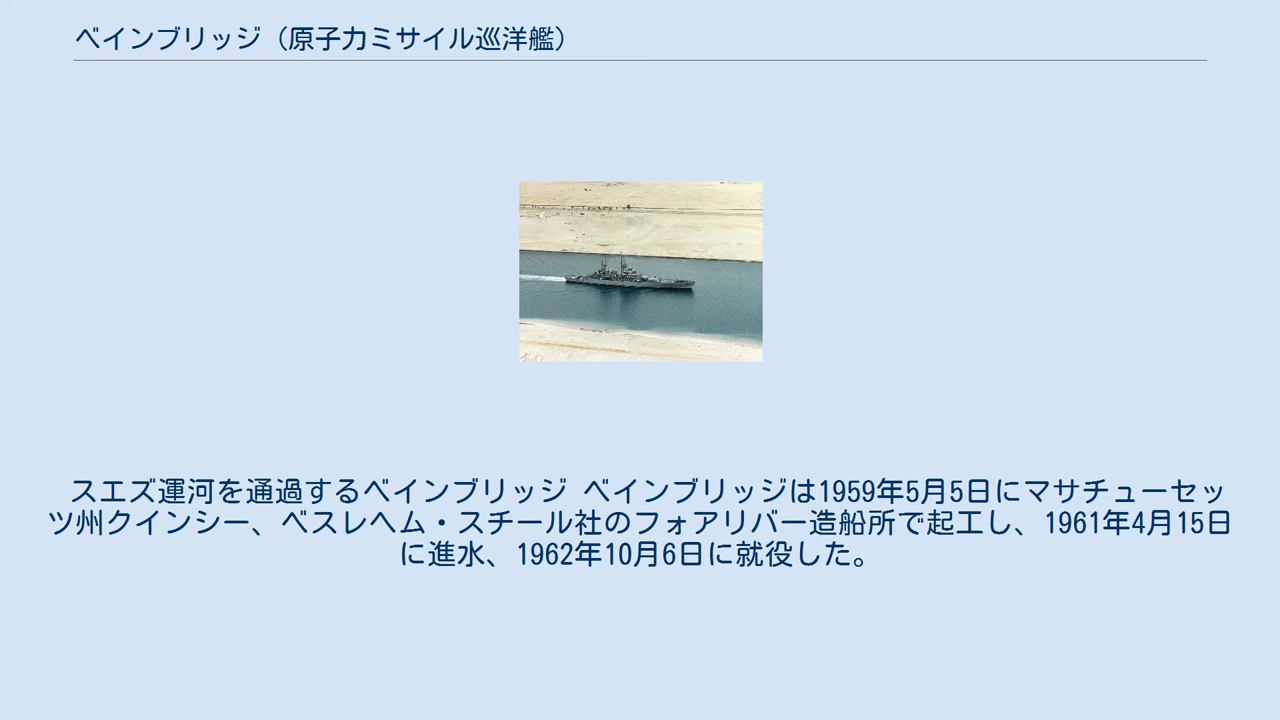 ベインブリッジ（原子力ミサイル巡洋艦）
スエズ運河を通過するベインブリッジ ベインブリッジは1959年5月5日にマサチューセッ
ツ州クインシー、ベスレヘム・スチール社のフォアリバー造船所で起工し、1961年4月15日
に進水、1962年10月6日に就役した。